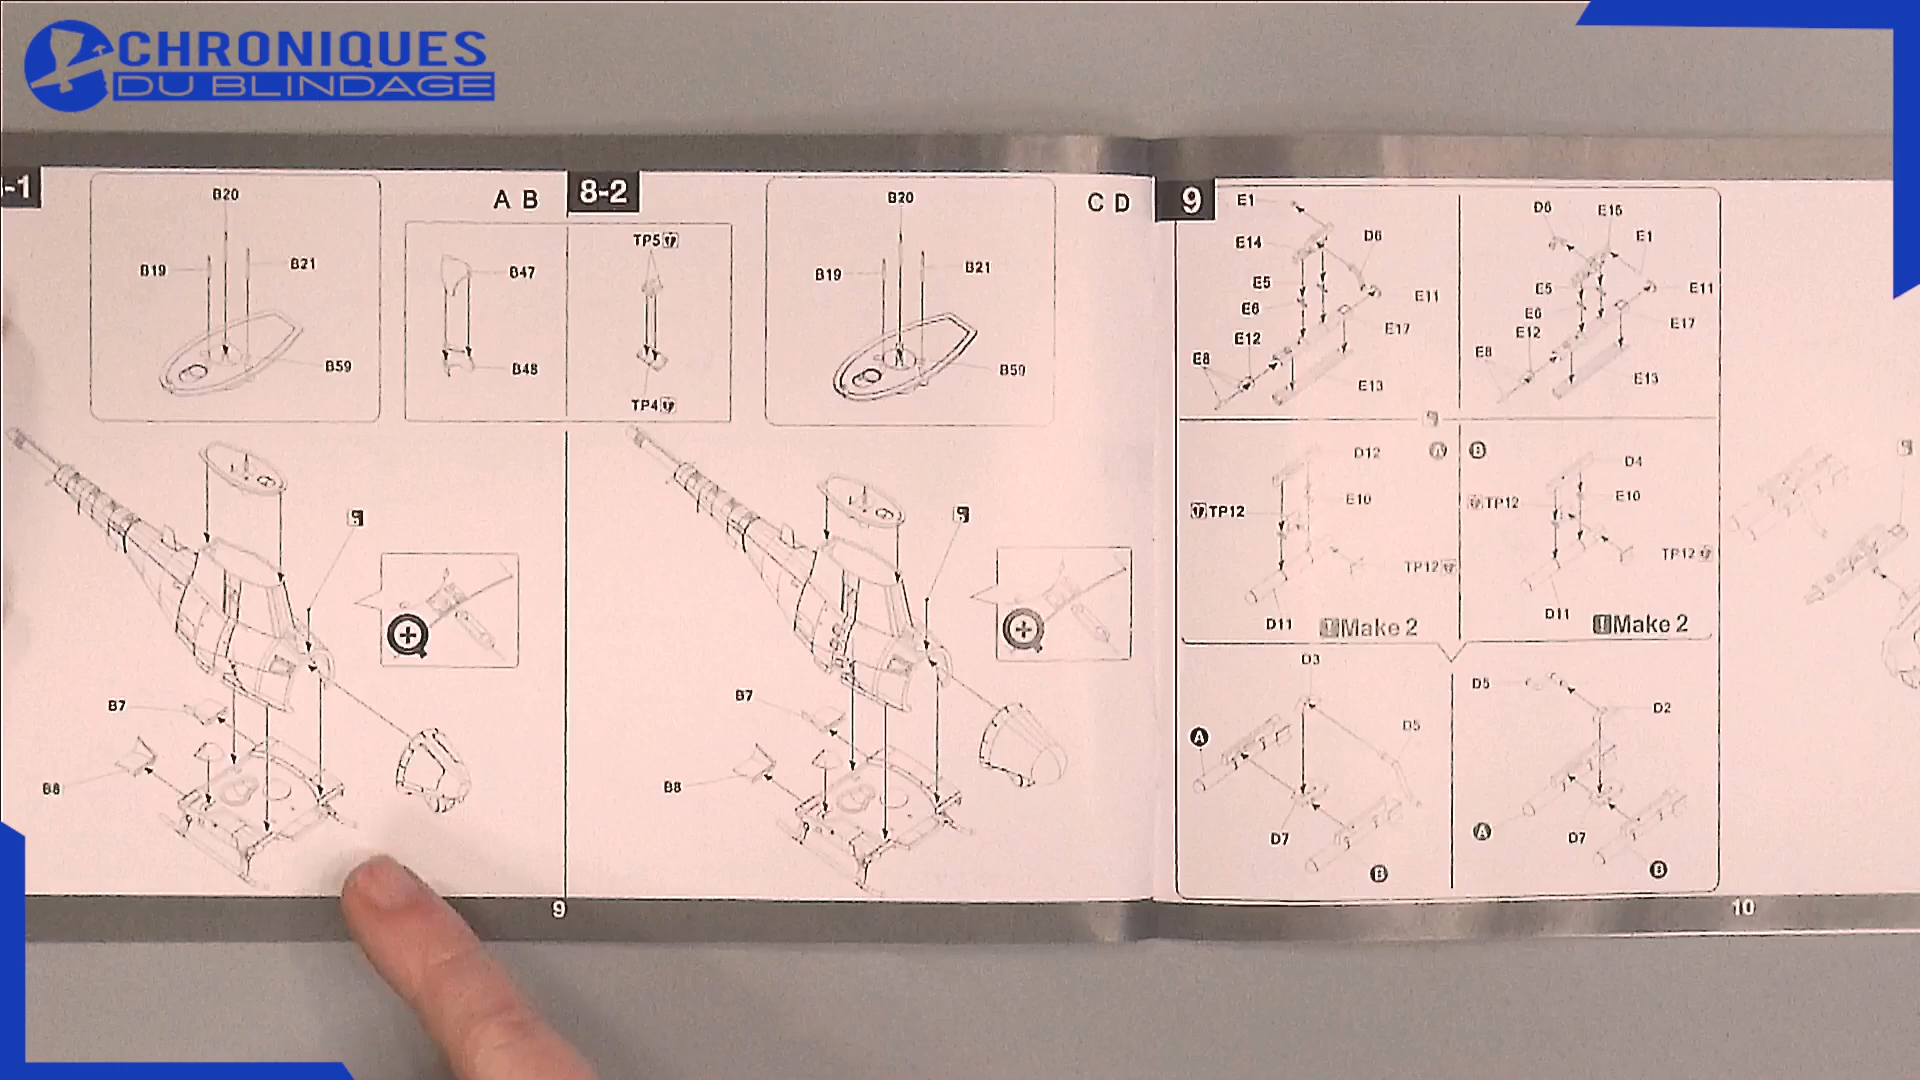 CHRONIQUES
DU BLINDAGE
-1
B20
B19
B21
B59
A B
B47
B48
8-2
TP5
TP4
B20
B19
B21
B59
C D
B7
B8
B7
B8
9
9
E1
E14
D6
E5
E6
E11
E17
E12
E8
E13
D6
E15
E1
E5
E6
E11
E12
E17
E8
E13
D12
A
E10
TP12
TP12
D11
Make 2
B
D4
E10
TP12
TP12
D11
Make 2
D3
D5
A
D7
B
D5
D2
A
D7
B
10